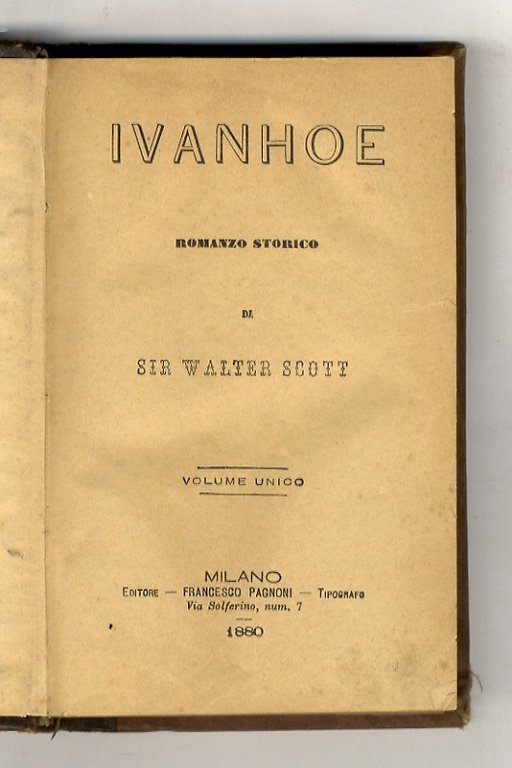 IVANHOE
ROMANZO STORICO
DI
SIR WALTER SCOTT
VOLUME UNICO
MILANO
EDITORE — FRANCESCO PAGNONI — TIPOGRAFO
Via Solferino, num. 7
1880